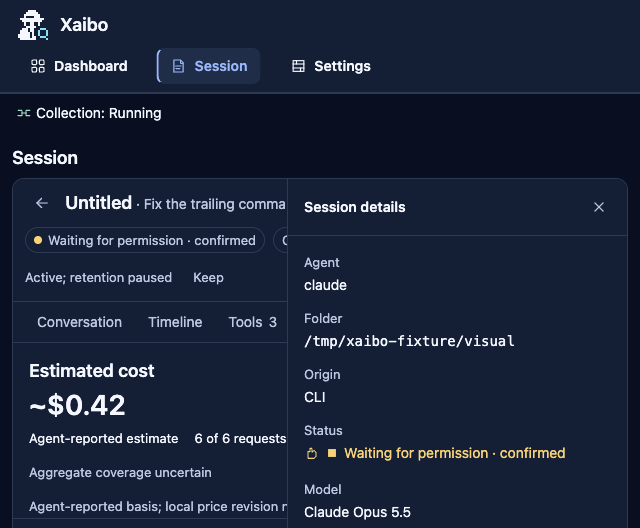 Xaibo
Dashboard
Session
Settings
Collection: Running
Session
Untitled · Fix the trailing comma
Waiting for permission · confirmed
Active; retention paused
Keep
Conversation
Timeline
Tools 3
Estimated cost
~$0.42
Agent-reported estimate
6 of 6 requests
Aggregate coverage uncertain
Agent-reported basis; local price revision
Session details
Agent
claude
Folder
/tmp/xaibo-fixture/visual
Origin
CLI
Status
Waiting for permission · confirmed
Model
Claude Opus 5.5